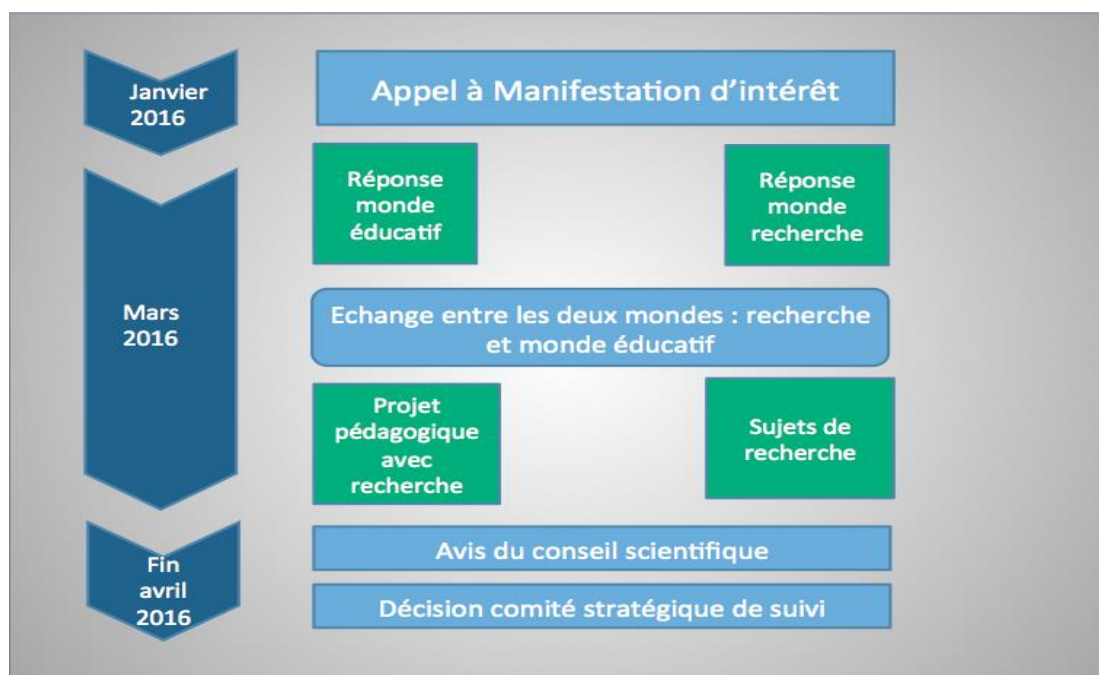 Janvier
2016
Appel à Manifestation d’intérêt
Réponse
monde
éducatif
Réponse
monde
recherche
Mars
2016
Echange entre les deux mondes : recherche
et monde éducatif
Projet
pédagogique
avec
recherche
Sujets de
recherche
Fin
avril
2016
Avis du conseil scientifique
Décision comité stratégique de suivi